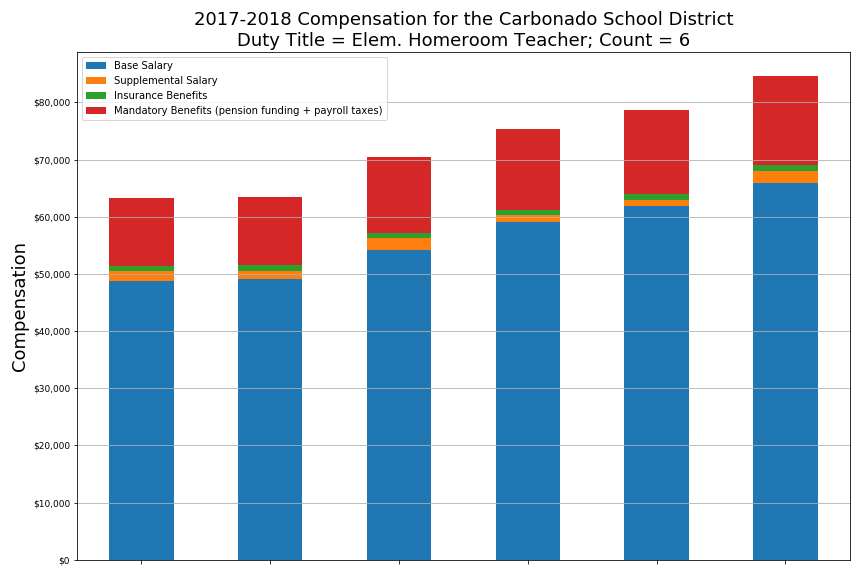 2017-2018 Compensation for the Carbonado School District
Duty Title = Elem. Homeroom Teacher; Count = 6
Base Salary
Supplemental Salary
Insurance Benefits
Mandatory Benefits (pension funding + payroll taxes)
$80,000
$70,000
$60,000
$50,000
$40,000
$30,000
$20,000
$10,000
$0
Compensation